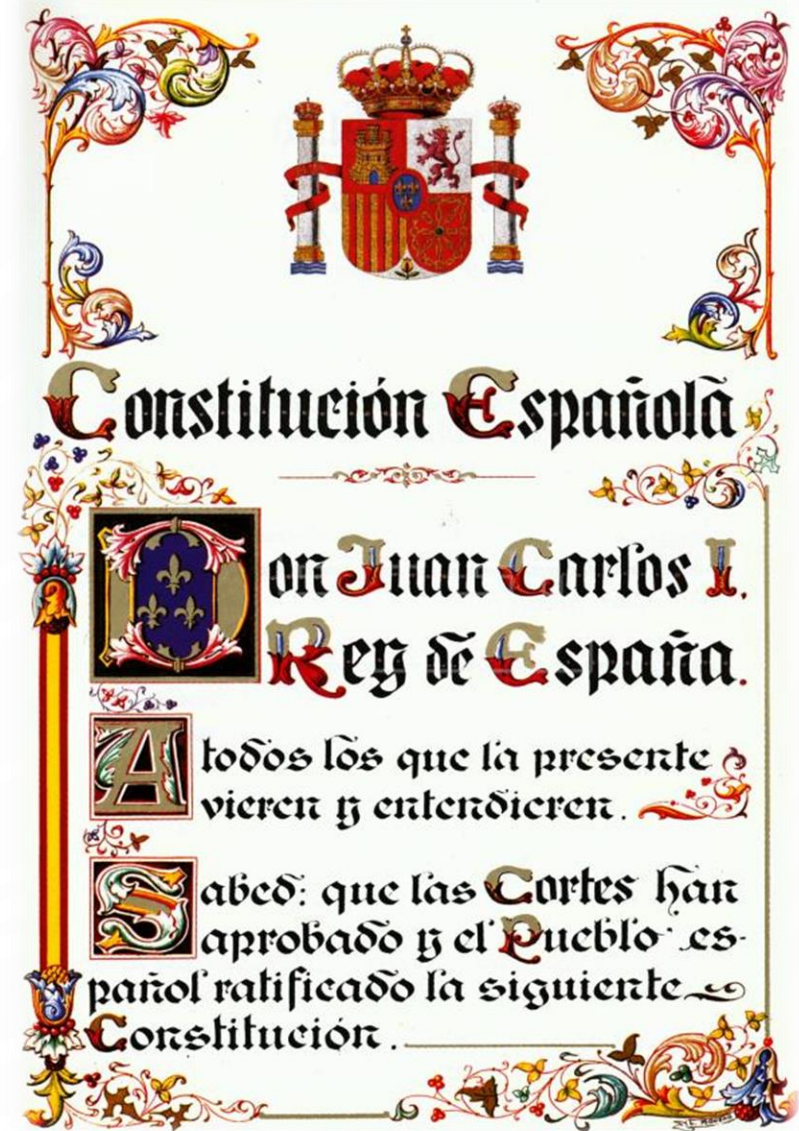 Constitución Española
Don Juan Carlos I.
Rey de España.
A todos los que la presente
vieren y entendieren.
Sabed: que las Cortes han
aprobado y el Pueblo es-
pañol ratificado la siguiente
Constitución.